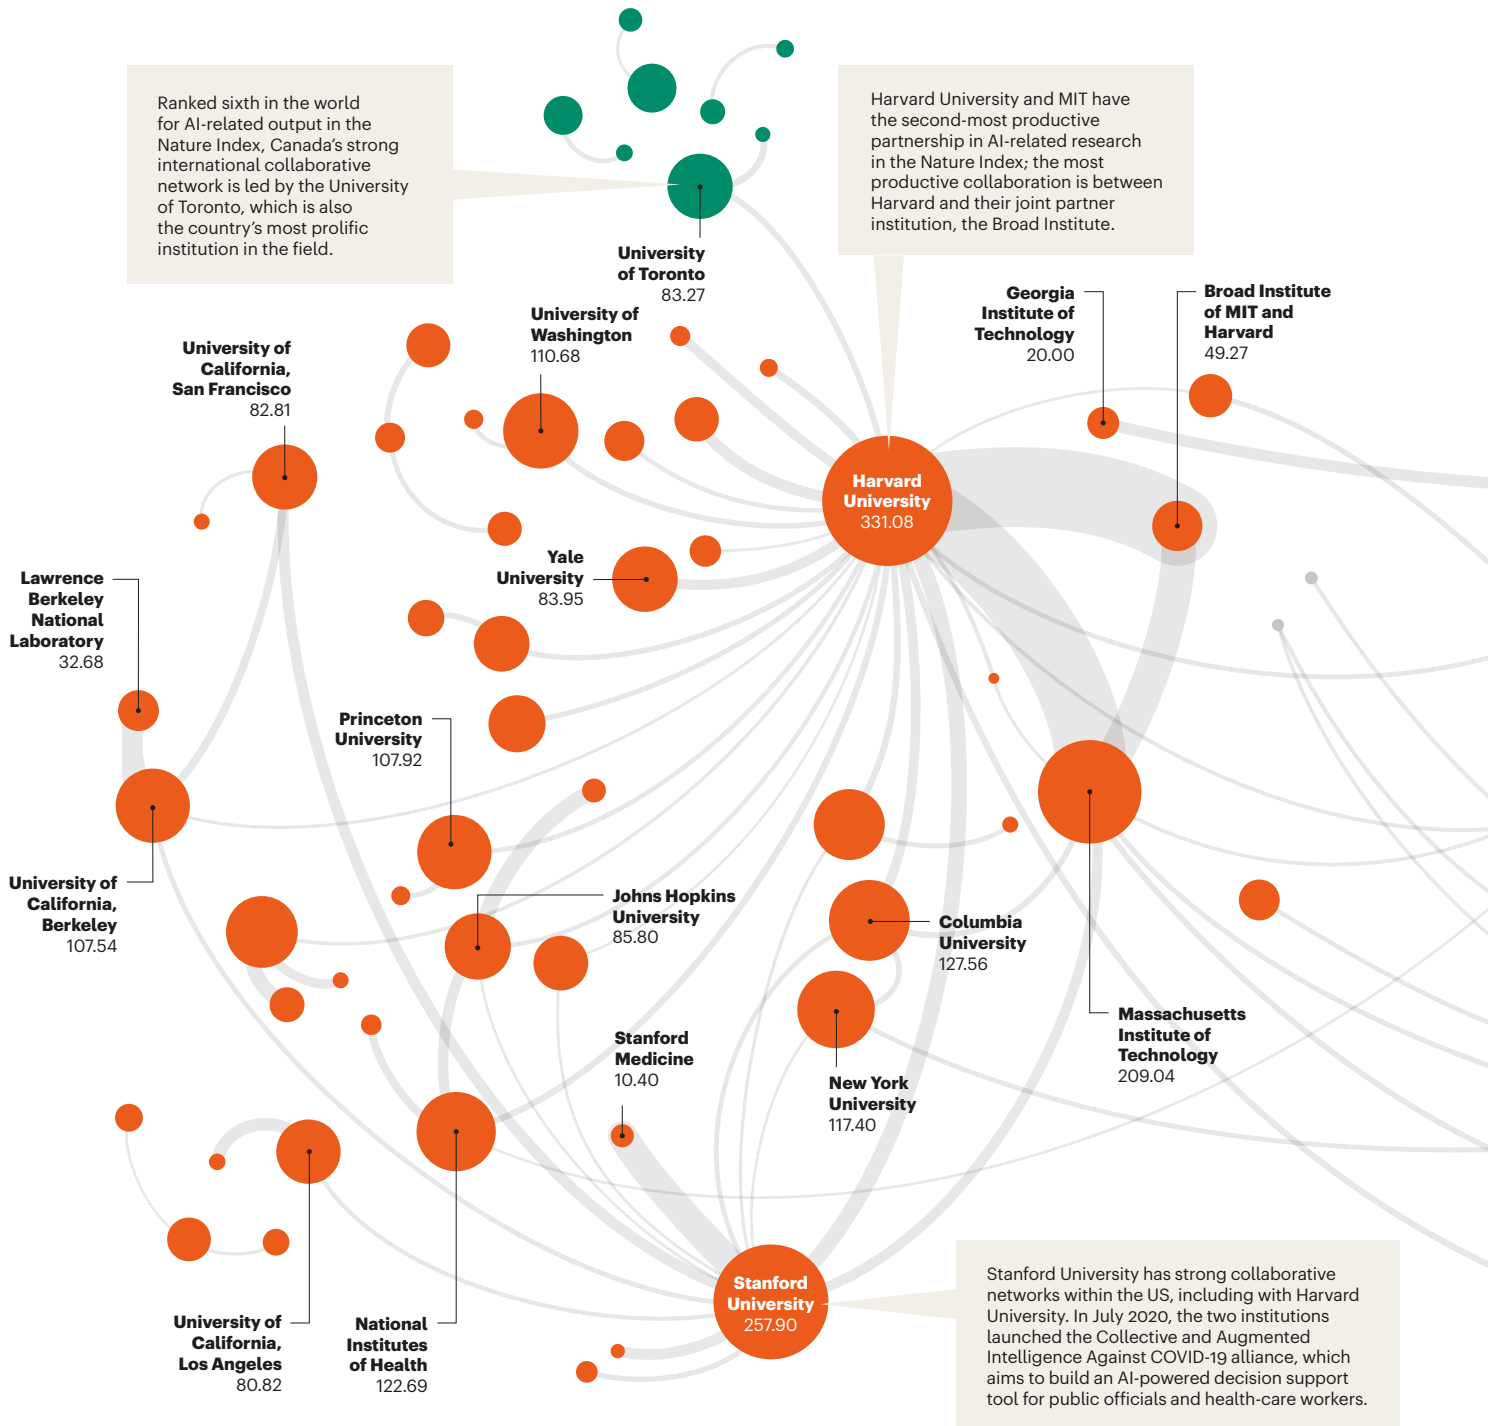 Ranked sixth in the world
for AI-related output in the
Nature Index, Canada’s strong
international collaborative
network is led by the University
of Toronto, which is also
the country’s most prolific
institution in the field.
Harvard University and MIT have
the second-most productive
partnership in AI-related research
in the Nature Index; the most
productive collaboration is between
Harvard and their joint partner
institution, the Broad Institute.
University
of Toronto
83.27
Georgia
Institute of
Technology
20.00
Broad Institute
of MIT and
Harvard
49.27
University of
Washington
110.68
University of
California,
San Francisco
82.81
Harvard
University
331.08
Yale
University
83.95
Lawrence
Berkeley
National
Laboratory
32.68
Princeton
University
107.92
University of
California,
Berkeley
107.54
Johns Hopkins
University
85.80
Columbia
University
127.56
Massachusetts
Institute of
Technology
209.04
Stanford
Medicine
10.40
New York
University
117.40
Stanford
University
257.90
University of
California,
Los Angeles
80.82
National
Institutes
of Health
122.69
Stanford University has strong collaborative
networks within the US, including with Harvard
University. In July 2020, the two institutions
launched the Collective and Augmented
Intelligence Against COVID-19 alliance, which
aims to build an AI-powered decision support
tool for public officials and health-care workers.